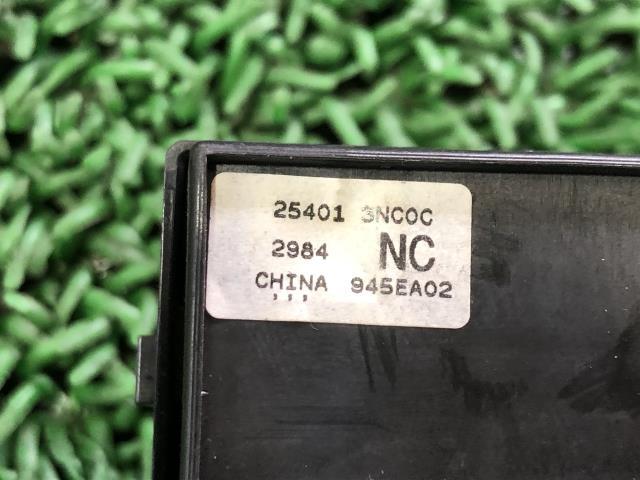 25401 3NC0C
2984 NC
CHINA 945EA02
,,,